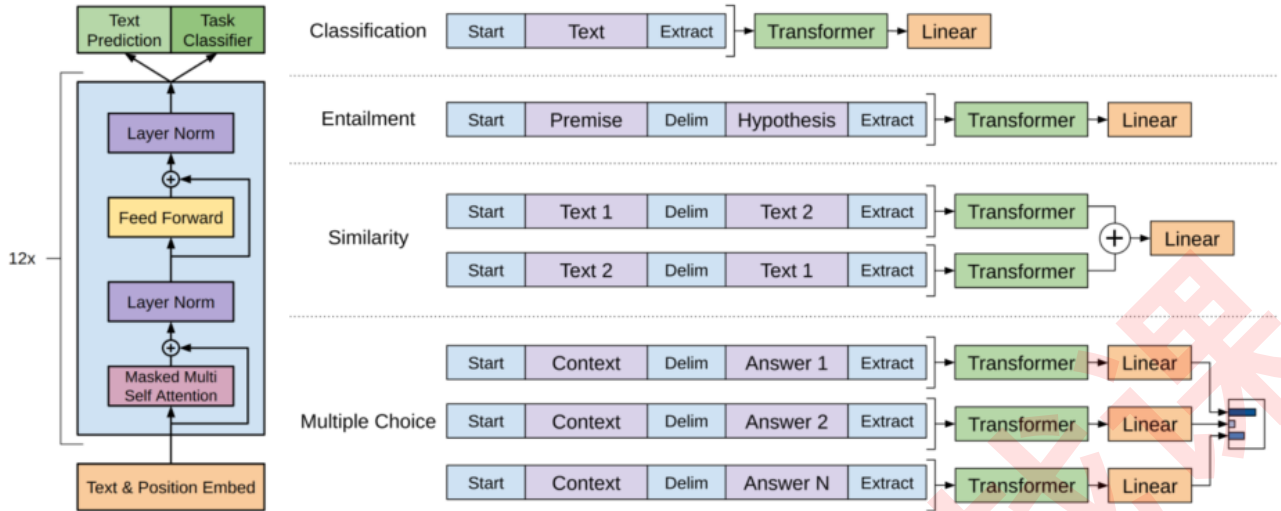 Text Prediction
Task Classifier
Layer Norm
+
Feed Forward
12x
Layer Norm
+
Masked Multi
Self Attention
Text & Position Embed
Classification
Start Text Extract Transformer Linear
Entailment
Start Premise Delim Hypothesis Extract Transformer Linear
Similarity
Start Text 1 Delim Text 2 Extract Transformer
+ Linear
Start Text 2 Delim Text 1 Extract Transformer
Multiple Choice
Start Context Delim Answer 1 Extract Transformer Linear
Start Context Delim Answer 2 Extract Transformer Linear
Start Context Delim Answer N Extract Transformer Linear
课